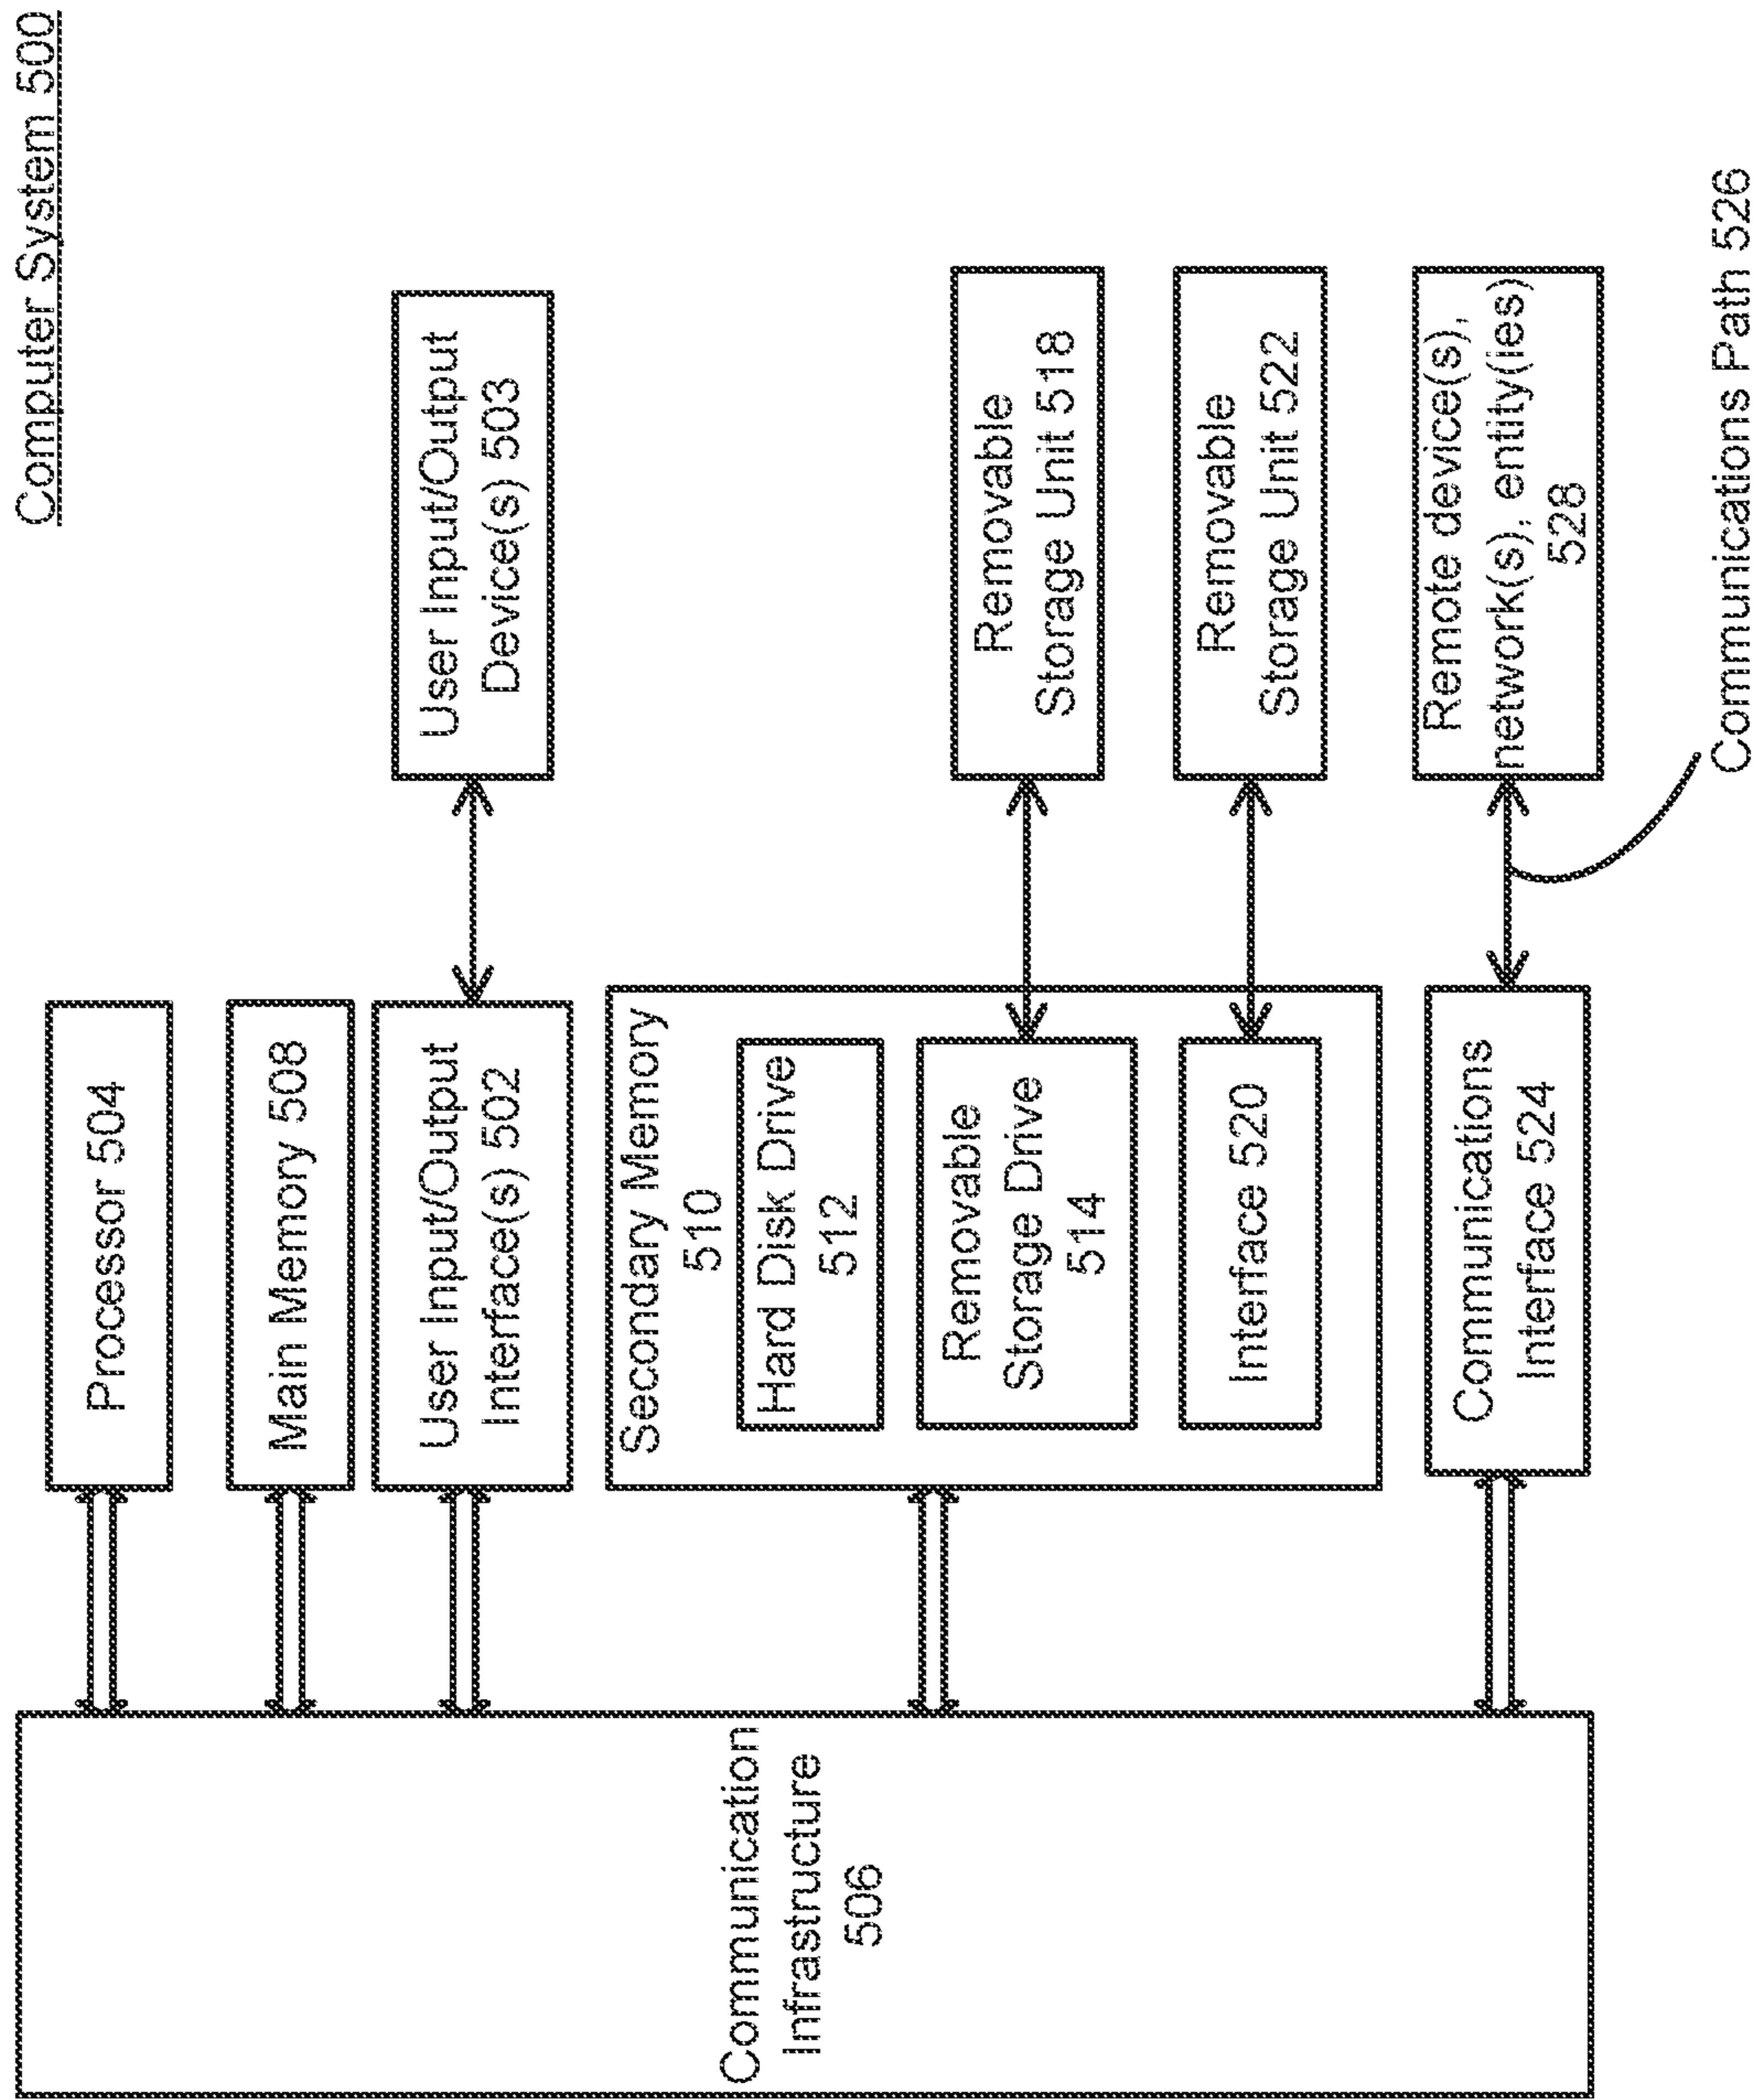 Computer System 500
Processor 504
Main Memory 508
User Input/Output
Interface(s) 502
User Input/Output
Device(s) 503
Communication
Infrastructure
506
Secondary Memory
510
Hard Disk Drive
512
Removable
Storage Drive
514
Removable
Storage Unit 518
Interface 520
Removable
Storage Unit 522
Communications
Interface 524
Remote device(s),
network(s), entity(ies)
528
Communications Path 526